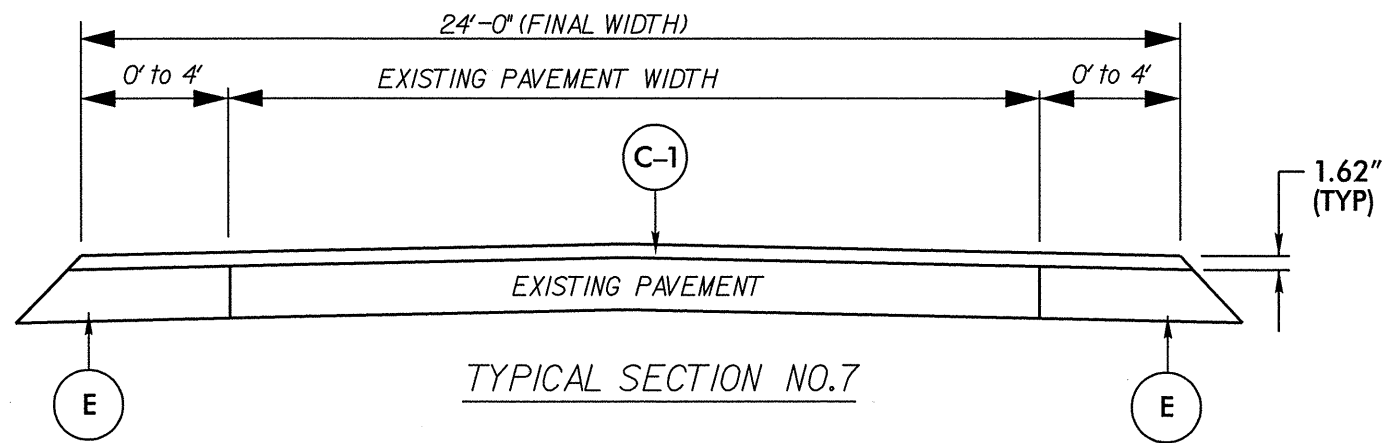 24'-0" (FINAL WIDTH)
0' to 4'
EXISTING PAVEMENT WIDTH
0' to 4'
C-1
1.62"
(TYP)
EXISTING PAVEMENT
TYPICAL SECTION NO.7
E
E